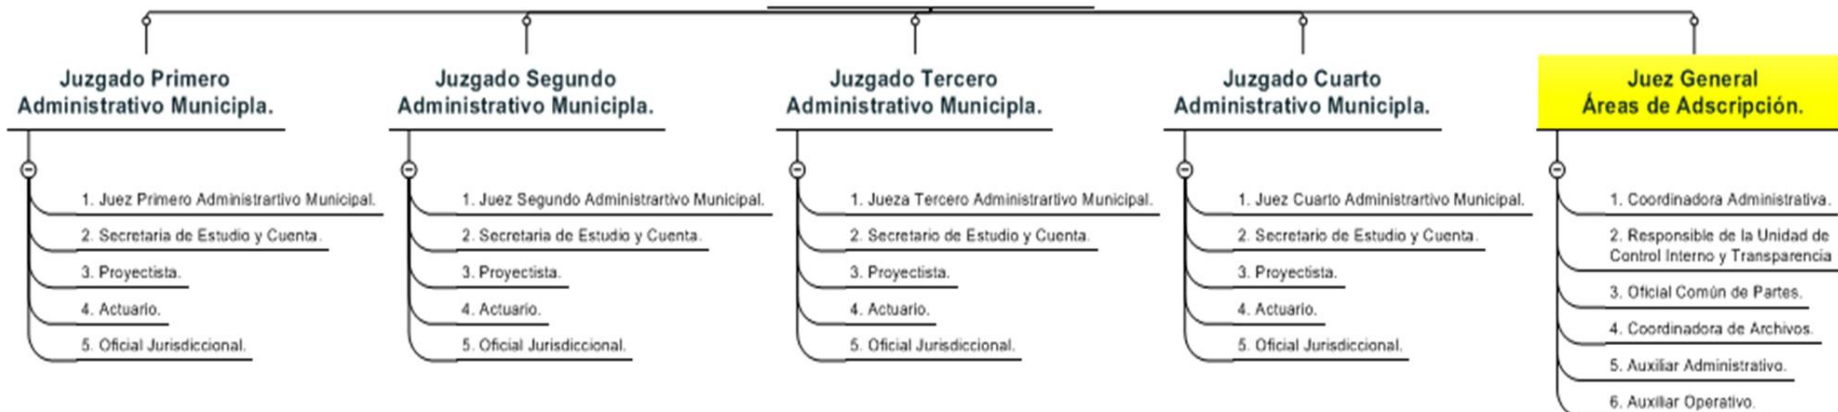 Juzgado Primero
Administrativo Municipla.
1. Juez Primero Administrartivo Municipal.
2. Secretaria de Estudio y Cuenta.
3. Proyectista.
4. Actuario.
5. Oficial Jurisdiccional.
Juzgado Segundo
Administrativo Municipla.
1. Juez Segundo Administrartivo Municipal.
2. Secretaria de Estudio y Cuenta.
3. Proyectista.
4. Actuario.
5. Oficial Jurisdiccional.
Juzgado Tercero
Administrativo Municipla.
1. Jueza Tercero Administrartivo Municipal.
2. Secretario de Estudio y Cuenta.
3. Proyectista.
4. Actuario.
5. Oficial Jurisdiccional.
Juzgado Cuarto
Administrativo Municipla.
1. Juez Cuarto Administrartivo Municipal.
2. Secretario de Estudio y Cuenta.
3. Proyectista.
4. Actuario.
5. Oficial Jurisdiccional.
Juez General
Áreas de Adscripción.
1. Coordinadora Administrativa.
2. Responsible de la Unidad de
Control Interno y Transparencia
3. Oficial Común de Partes.
4. Coordinadora de Archivos.
5. Auxiliar Administrativo.
6. Auxiliar Operativo.